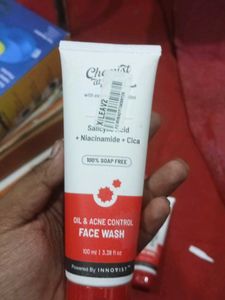 Chemist
Salicylic Acid
+ Niacinamide + Cica
100% SOAP FREE
OIL & ACNE CONTROL
FACE WASH
100 ml | 3.38 fl oz
Powered By INNOVIST